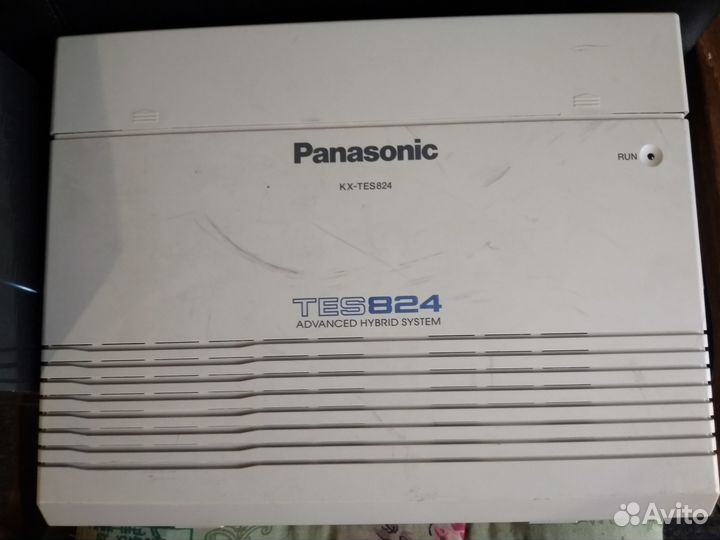 Panasonic
RUN
KX-TES824
TES824
ADVANCED HYBRID SYSTEM
Avito